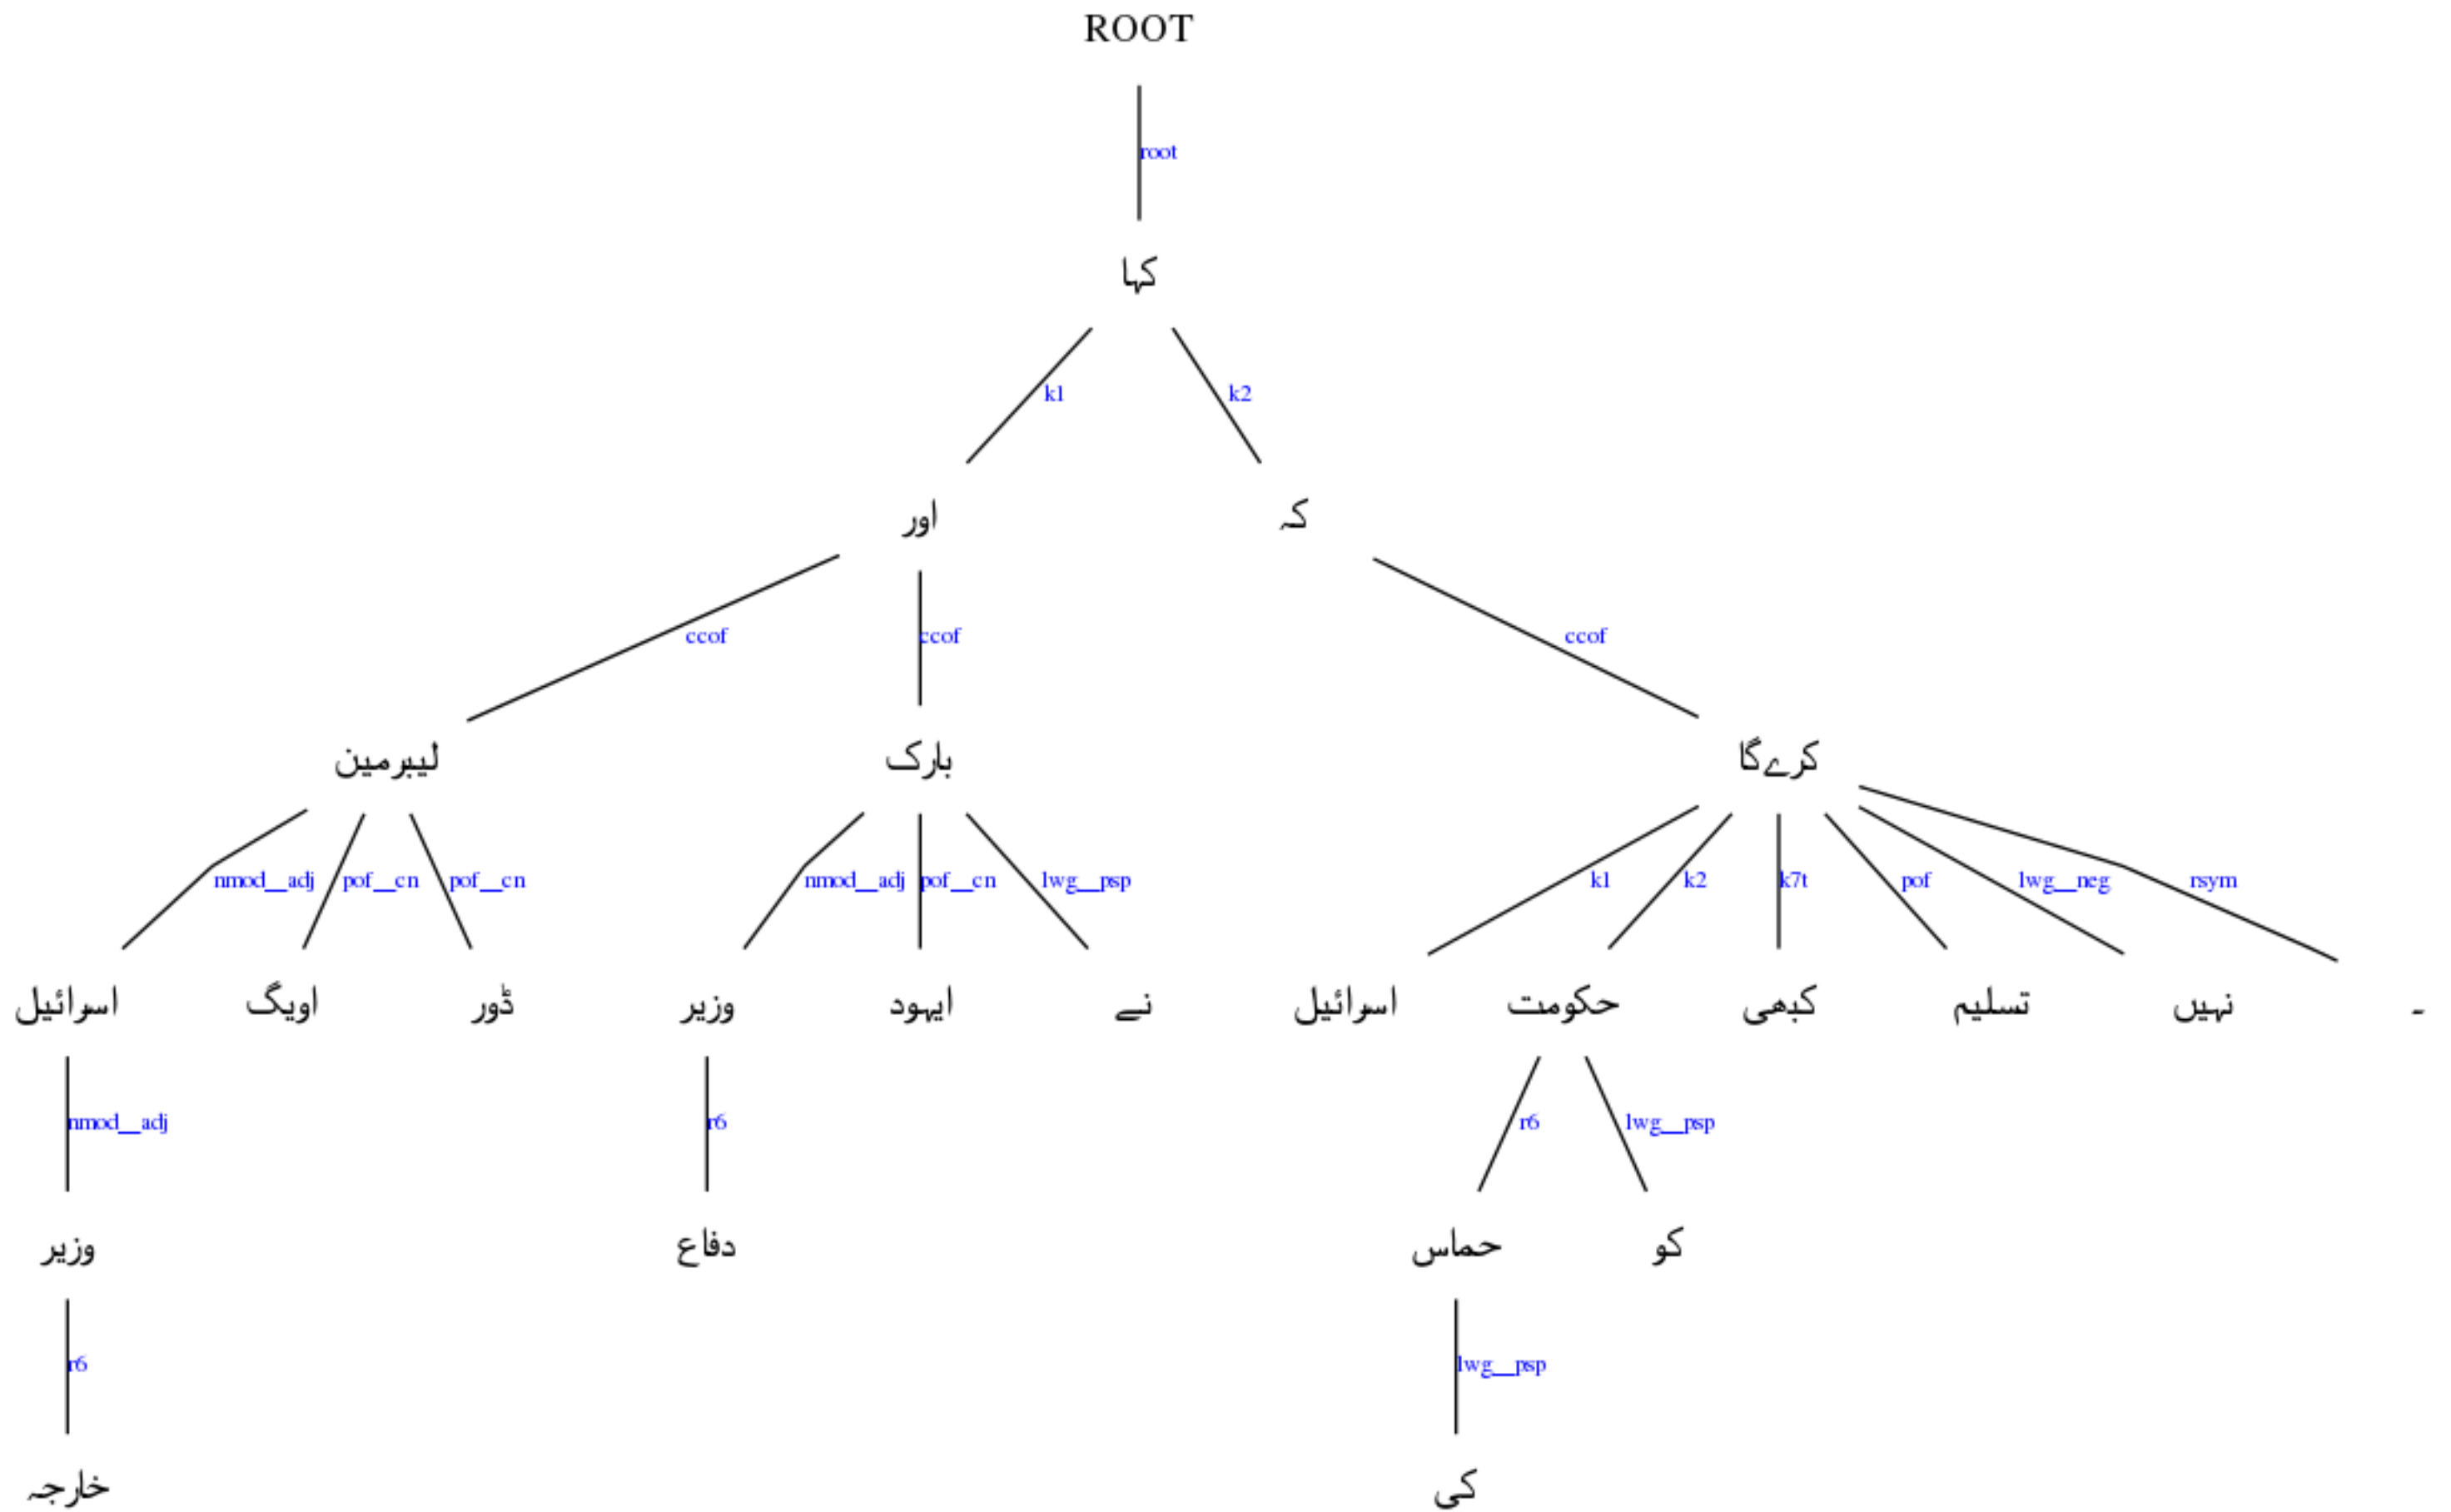 ROOT
root
کہا
k1 k2
اور کہ
ccof ccof ccof
لیبرمین بارک کرےگا
nmod__adj pof__cn pof__cn nmod__adj pof__cn lwg__psp k1 k2 k7t pof lwg__neg rsym
اسرائیل اویگ ڈور وزیر ایہود نے اسرائیل حکومت کبھی تسلیم نہیں ۔
nmod__adj r6 r6 lwg__psp
وزیر دفاع حماس کو
r6 lwg__psp
خارجہ کی